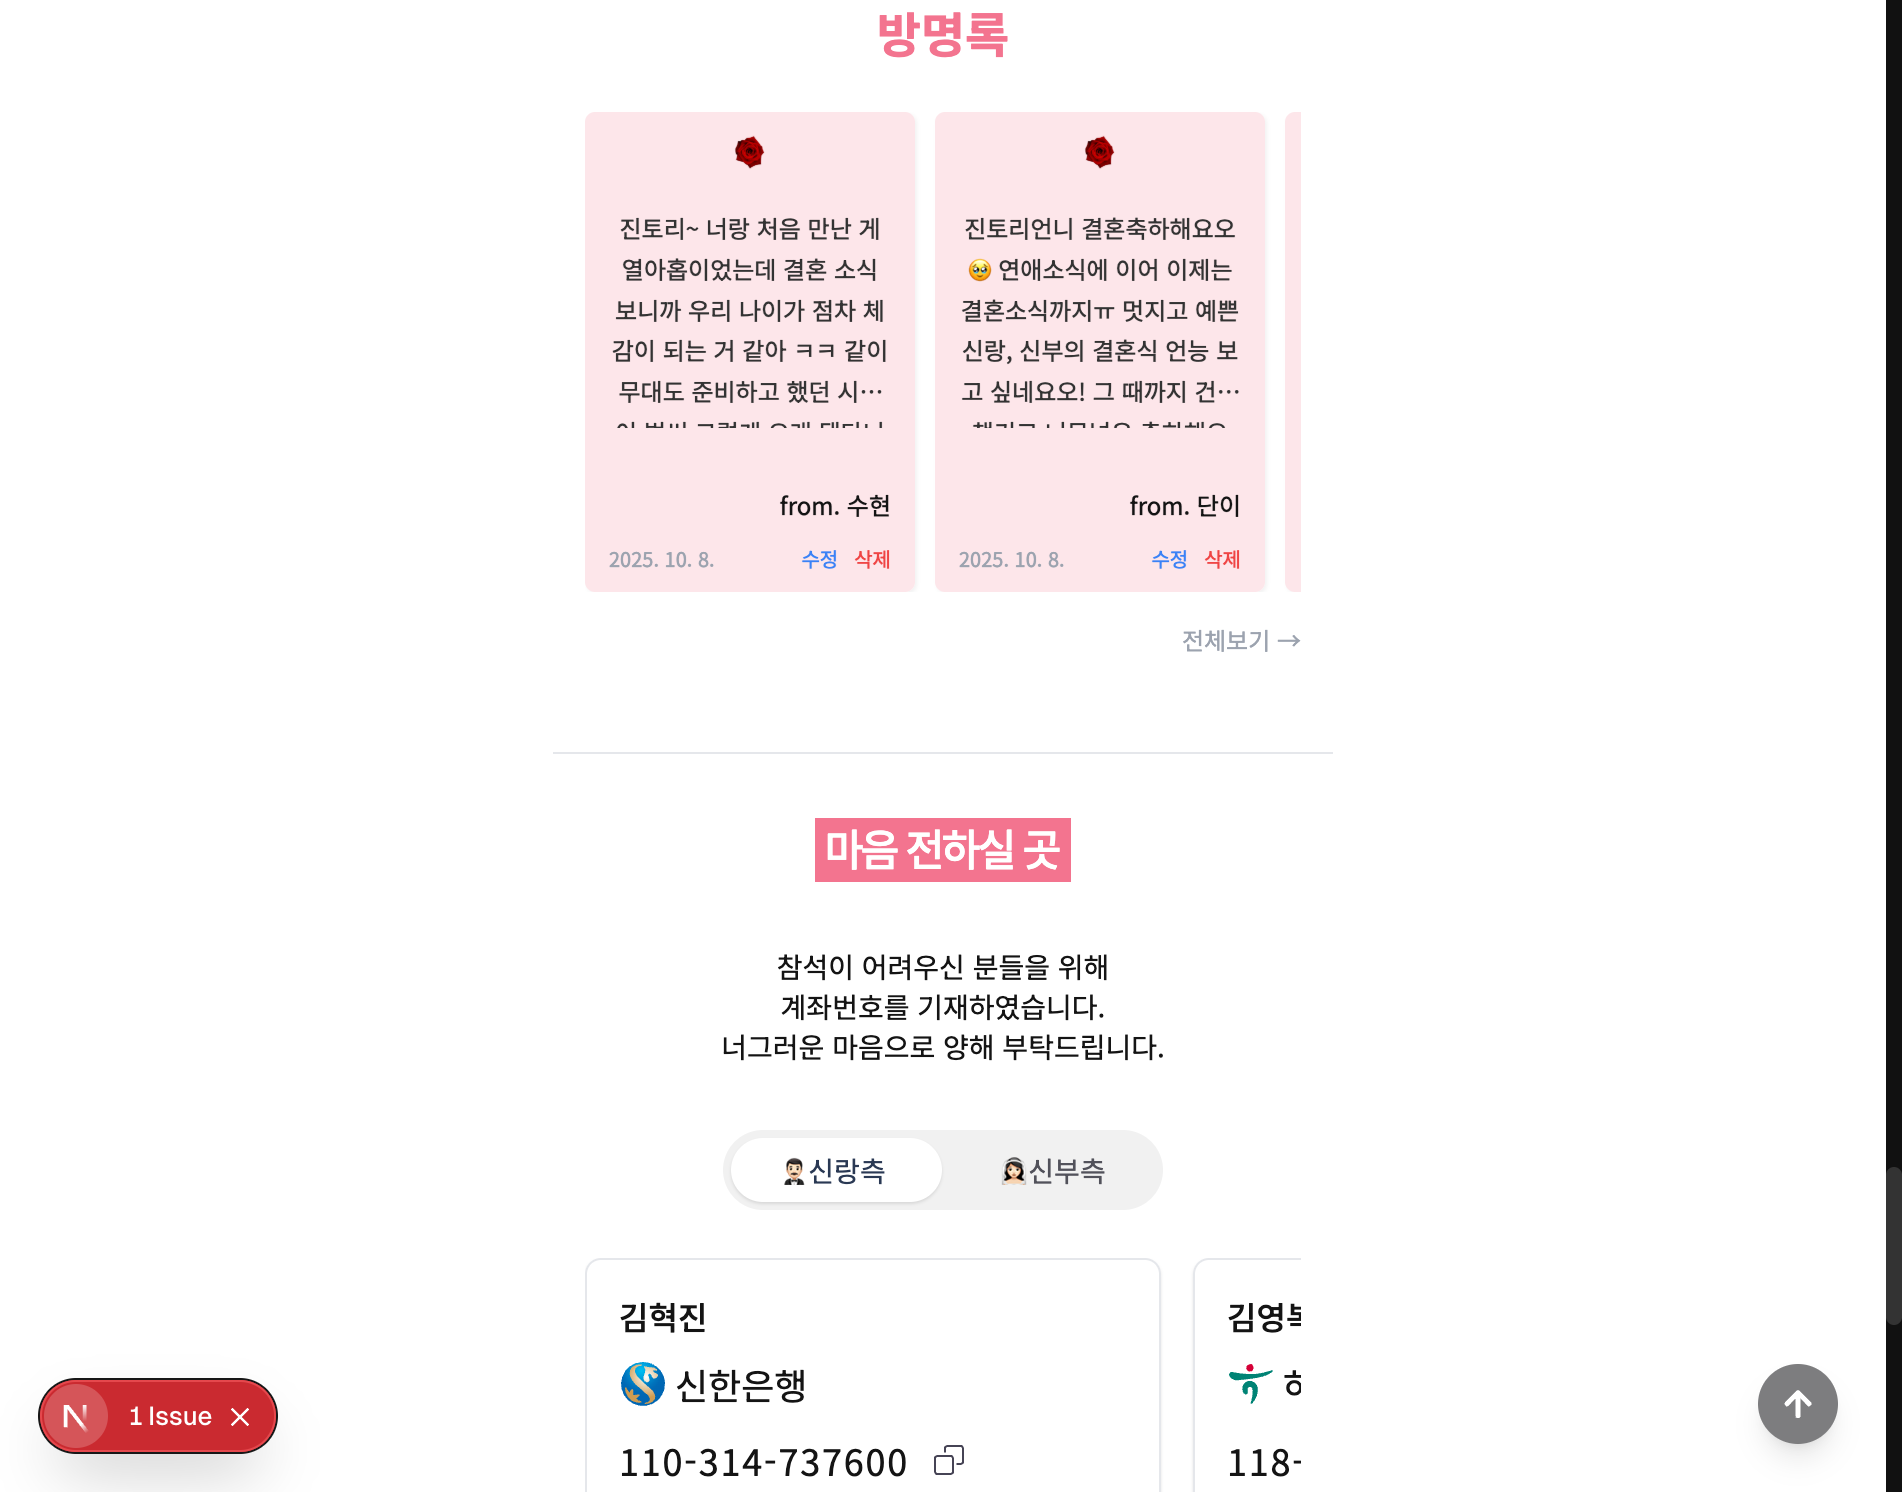 방명록
진토리~ 너랑 처음 만난 게
열아홉이었는데 결혼 소식
보니까 우리 나이가 점차 체
감이 되는 거 같아 ㅋㅋ 같이
무대도 준비하고 했던 시…
from. 수현
2025. 10. 8.
수정 삭제
진토리언니 결혼축하해요오
🥹 연애소식에 이어 이제는
결혼소식까지ㅠ 멋지고 예쁜
신랑, 신부의 결혼식 언능 보
고 싶네요오! 그 때까지 건…
from. 단이
2025. 10. 8.
수정 삭제
전체보기 →
마음 전하실 곳
참석이 어려우신 분들을 위해
계좌번호를 기재하였습니다.
너그러운 마음으로 양해 부탁드립니다.
🤵🏻신랑측
👰🏻신부측
김혁진
신한은행
110-314-737600
김영
118-
N 1 Issue